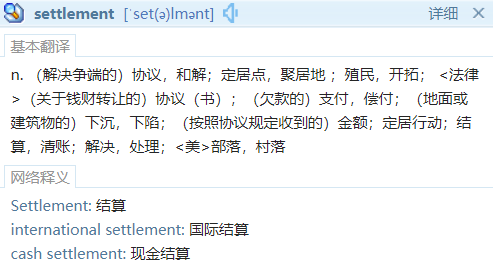 settlement [ˈset(ə)lmənt] 详细
基本翻译
n. （解决争端的）协议，和解；定居点，聚居地 ；殖民，开拓； <法律
>（关于钱财转让的）协议（书）；（欠款的）支付，偿付；（地面或
建筑物的）下沉，下陷；（按照协议规定收到的）金额；定居行动；结
算，清账；解决，处理；<美>部落，村落
网络释义
Settlement: 结算
international settlement: 国际结算
cash settlement: 现金结算